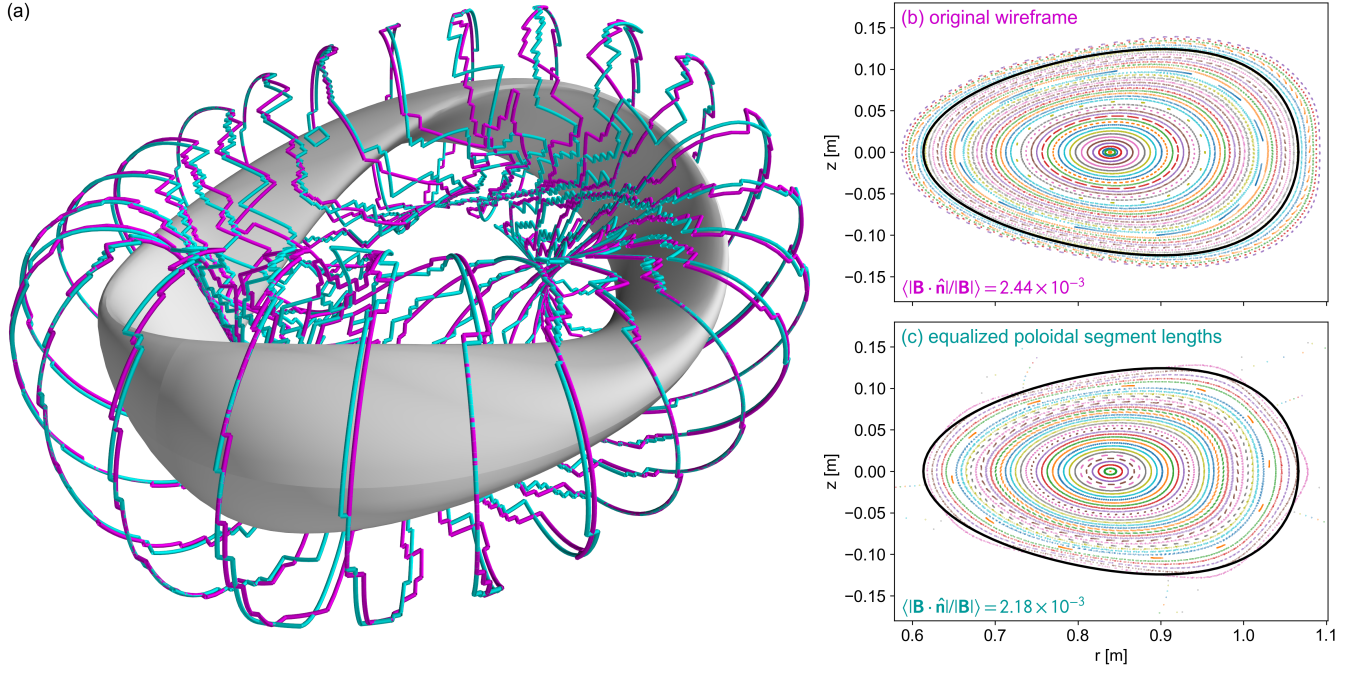 (a)
(b) original wireframe
0.15
0.10
0.05
0.00
−0.05
−0.10
−0.15
z [m]
⟨|B · n̂|/|B|⟩ = 2.44 × 10⁻³
(c) equalized poloidal segment lengths
0.15
0.10
0.05
0.00
−0.05
−0.10
−0.15
z [m]
⟨|B · n̂|/|B|⟩ = 2.18 × 10⁻³
0.6 0.7 0.8 0.9 1.0 1.1
r [m]